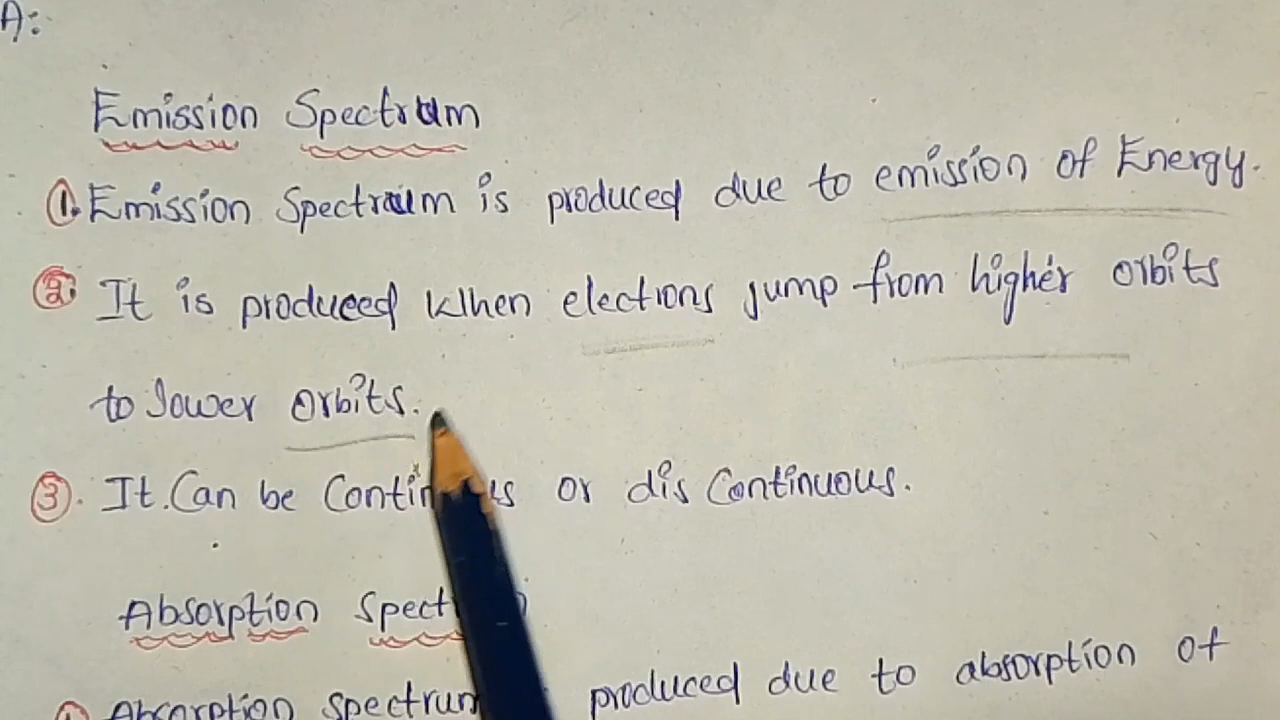 A:
Emission Spectrum
1. Emission Spectrum is produced due to emission of Energy.
2. It is produced when electrons jump from higher orbits
to lower orbits.
3. It Can be or dis Continuous.
Absorption
1. Absorption spectrum produced due to absorption of